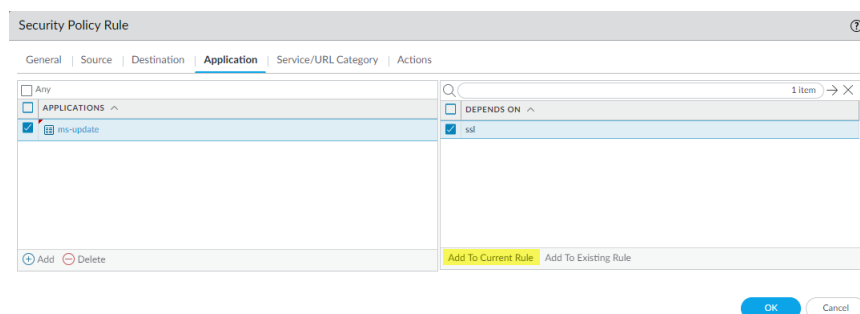 Security Policy Rule
General | Source | Destination | Application | Service/URL Category | Actions
Any
1 item
APPLICATIONS
DEPENDS ON
ms-update
ssl
Add Delete
Add To Current Rule Add To Existing Rule
OK Cancel